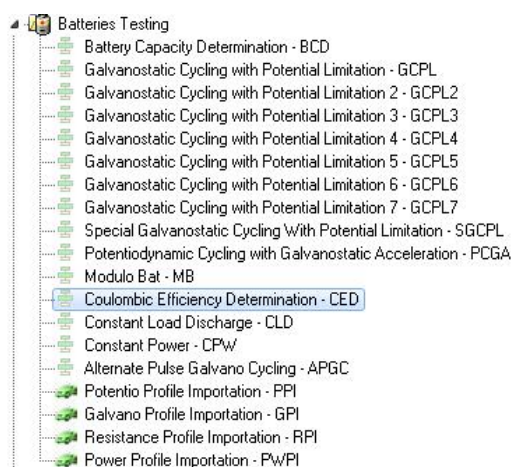 Batteries Testing
Battery Capacity Determination - BCD
Galvanostatic Cycling with Potential Limitation - GCPL
Galvanostatic Cycling with Potential Limitation 2 - GCPL2
Galvanostatic Cycling with Potential Limitation 3 - GCPL3
Galvanostatic Cycling with Potential Limitation 4 - GCPL4
Galvanostatic Cycling with Potential Limitation 5 - GCPL5
Galvanostatic Cycling with Potential Limitation 6 - GCPL6
Galvanostatic Cycling with Potential Limitation 7 - GCPL7
Special Galvanostatic Cycling With Potential Limitation - SGCPL
Potentiodynamic Cycling with Galvanostatic Acceleration - PCGA
Modulo Bat - MB
Coulombic Efficiency Determination - CED
Constant Load Discharge - CLD
Constant Power - CPW
Alternate Pulse Galvano Cycling - APGC
Potentio Profile Importation - PPI
Galvano Profile Importation - GPI
Resistance Profile Importation - RPI
Power Profile Importation - PWPI